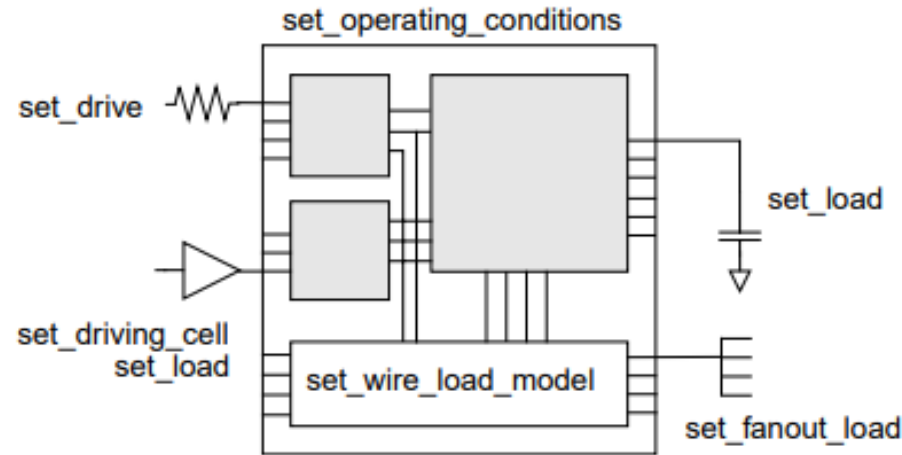 set_operating_conditions
set_drive
set_load
set_driving_cell
set_load
set_wire_load_model
set_fanout_load